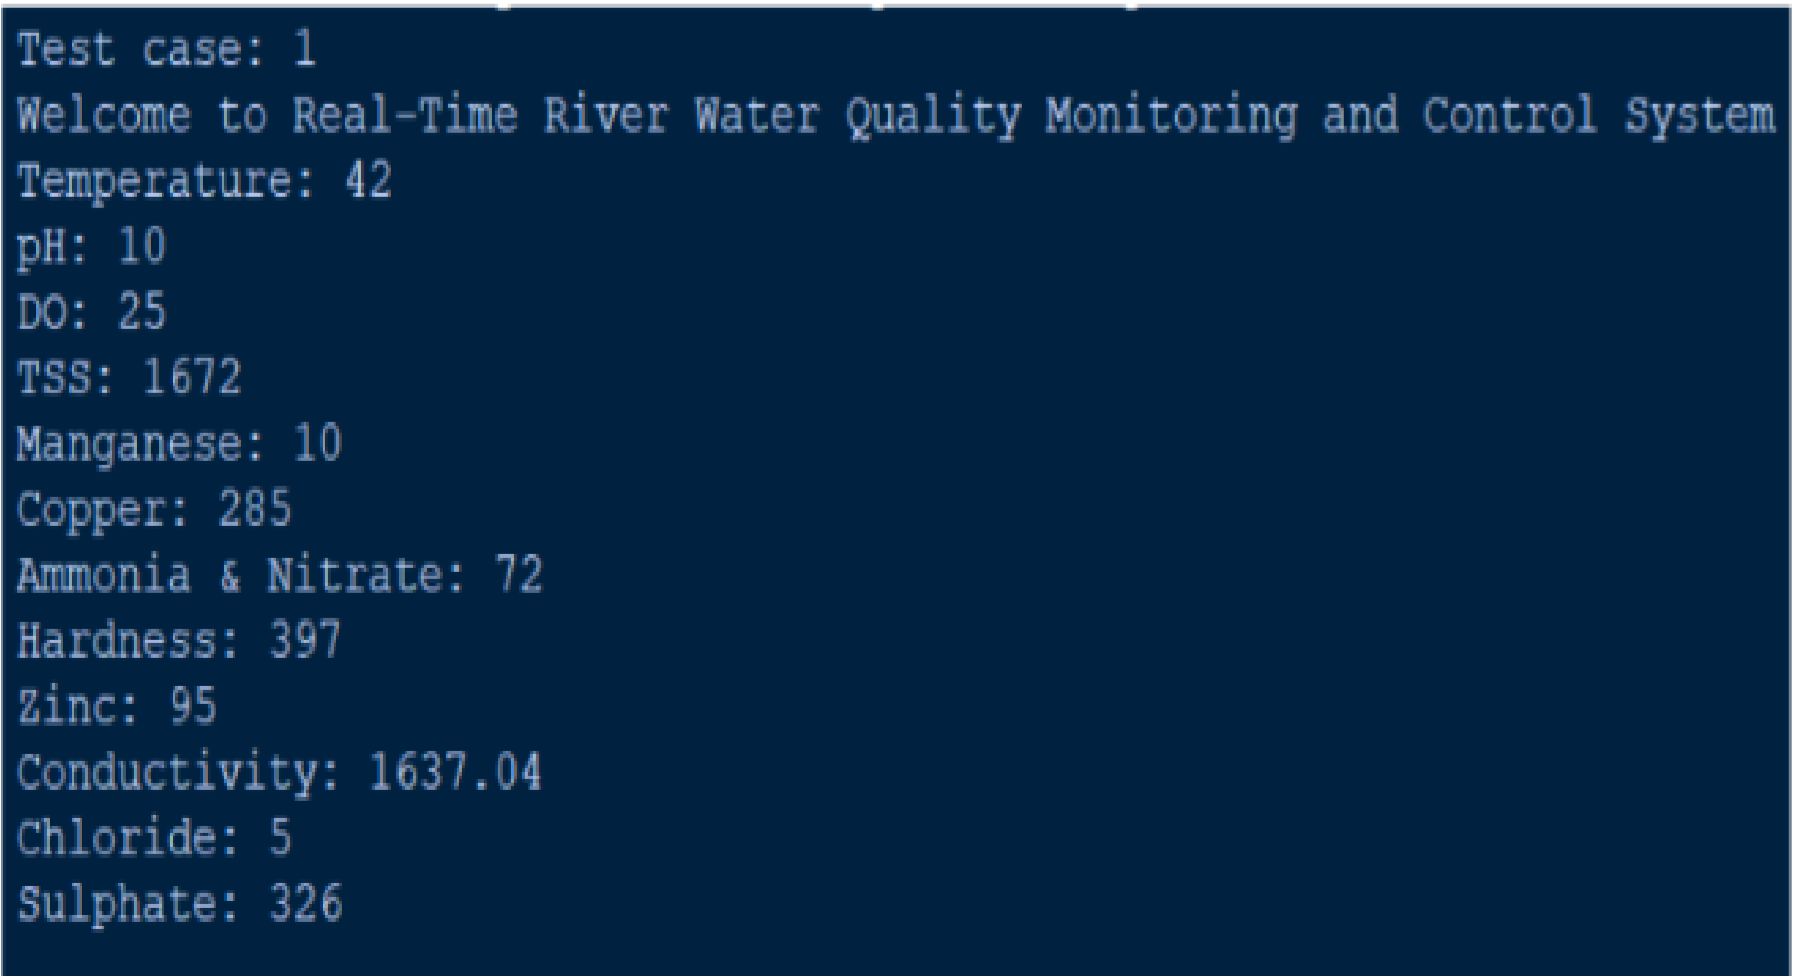 Test case: 1
Welcome to Real-Time River Water Quality Monitoring and Control System
Temperature: 42
pH: 10
DO: 25
TSS: 1672
Manganese: 10
Copper: 285
Ammonia & Nitrate: 72
Hardness: 397
Zinc: 95
Conductivity: 1637.04
Chloride: 5
Sulphate: 326